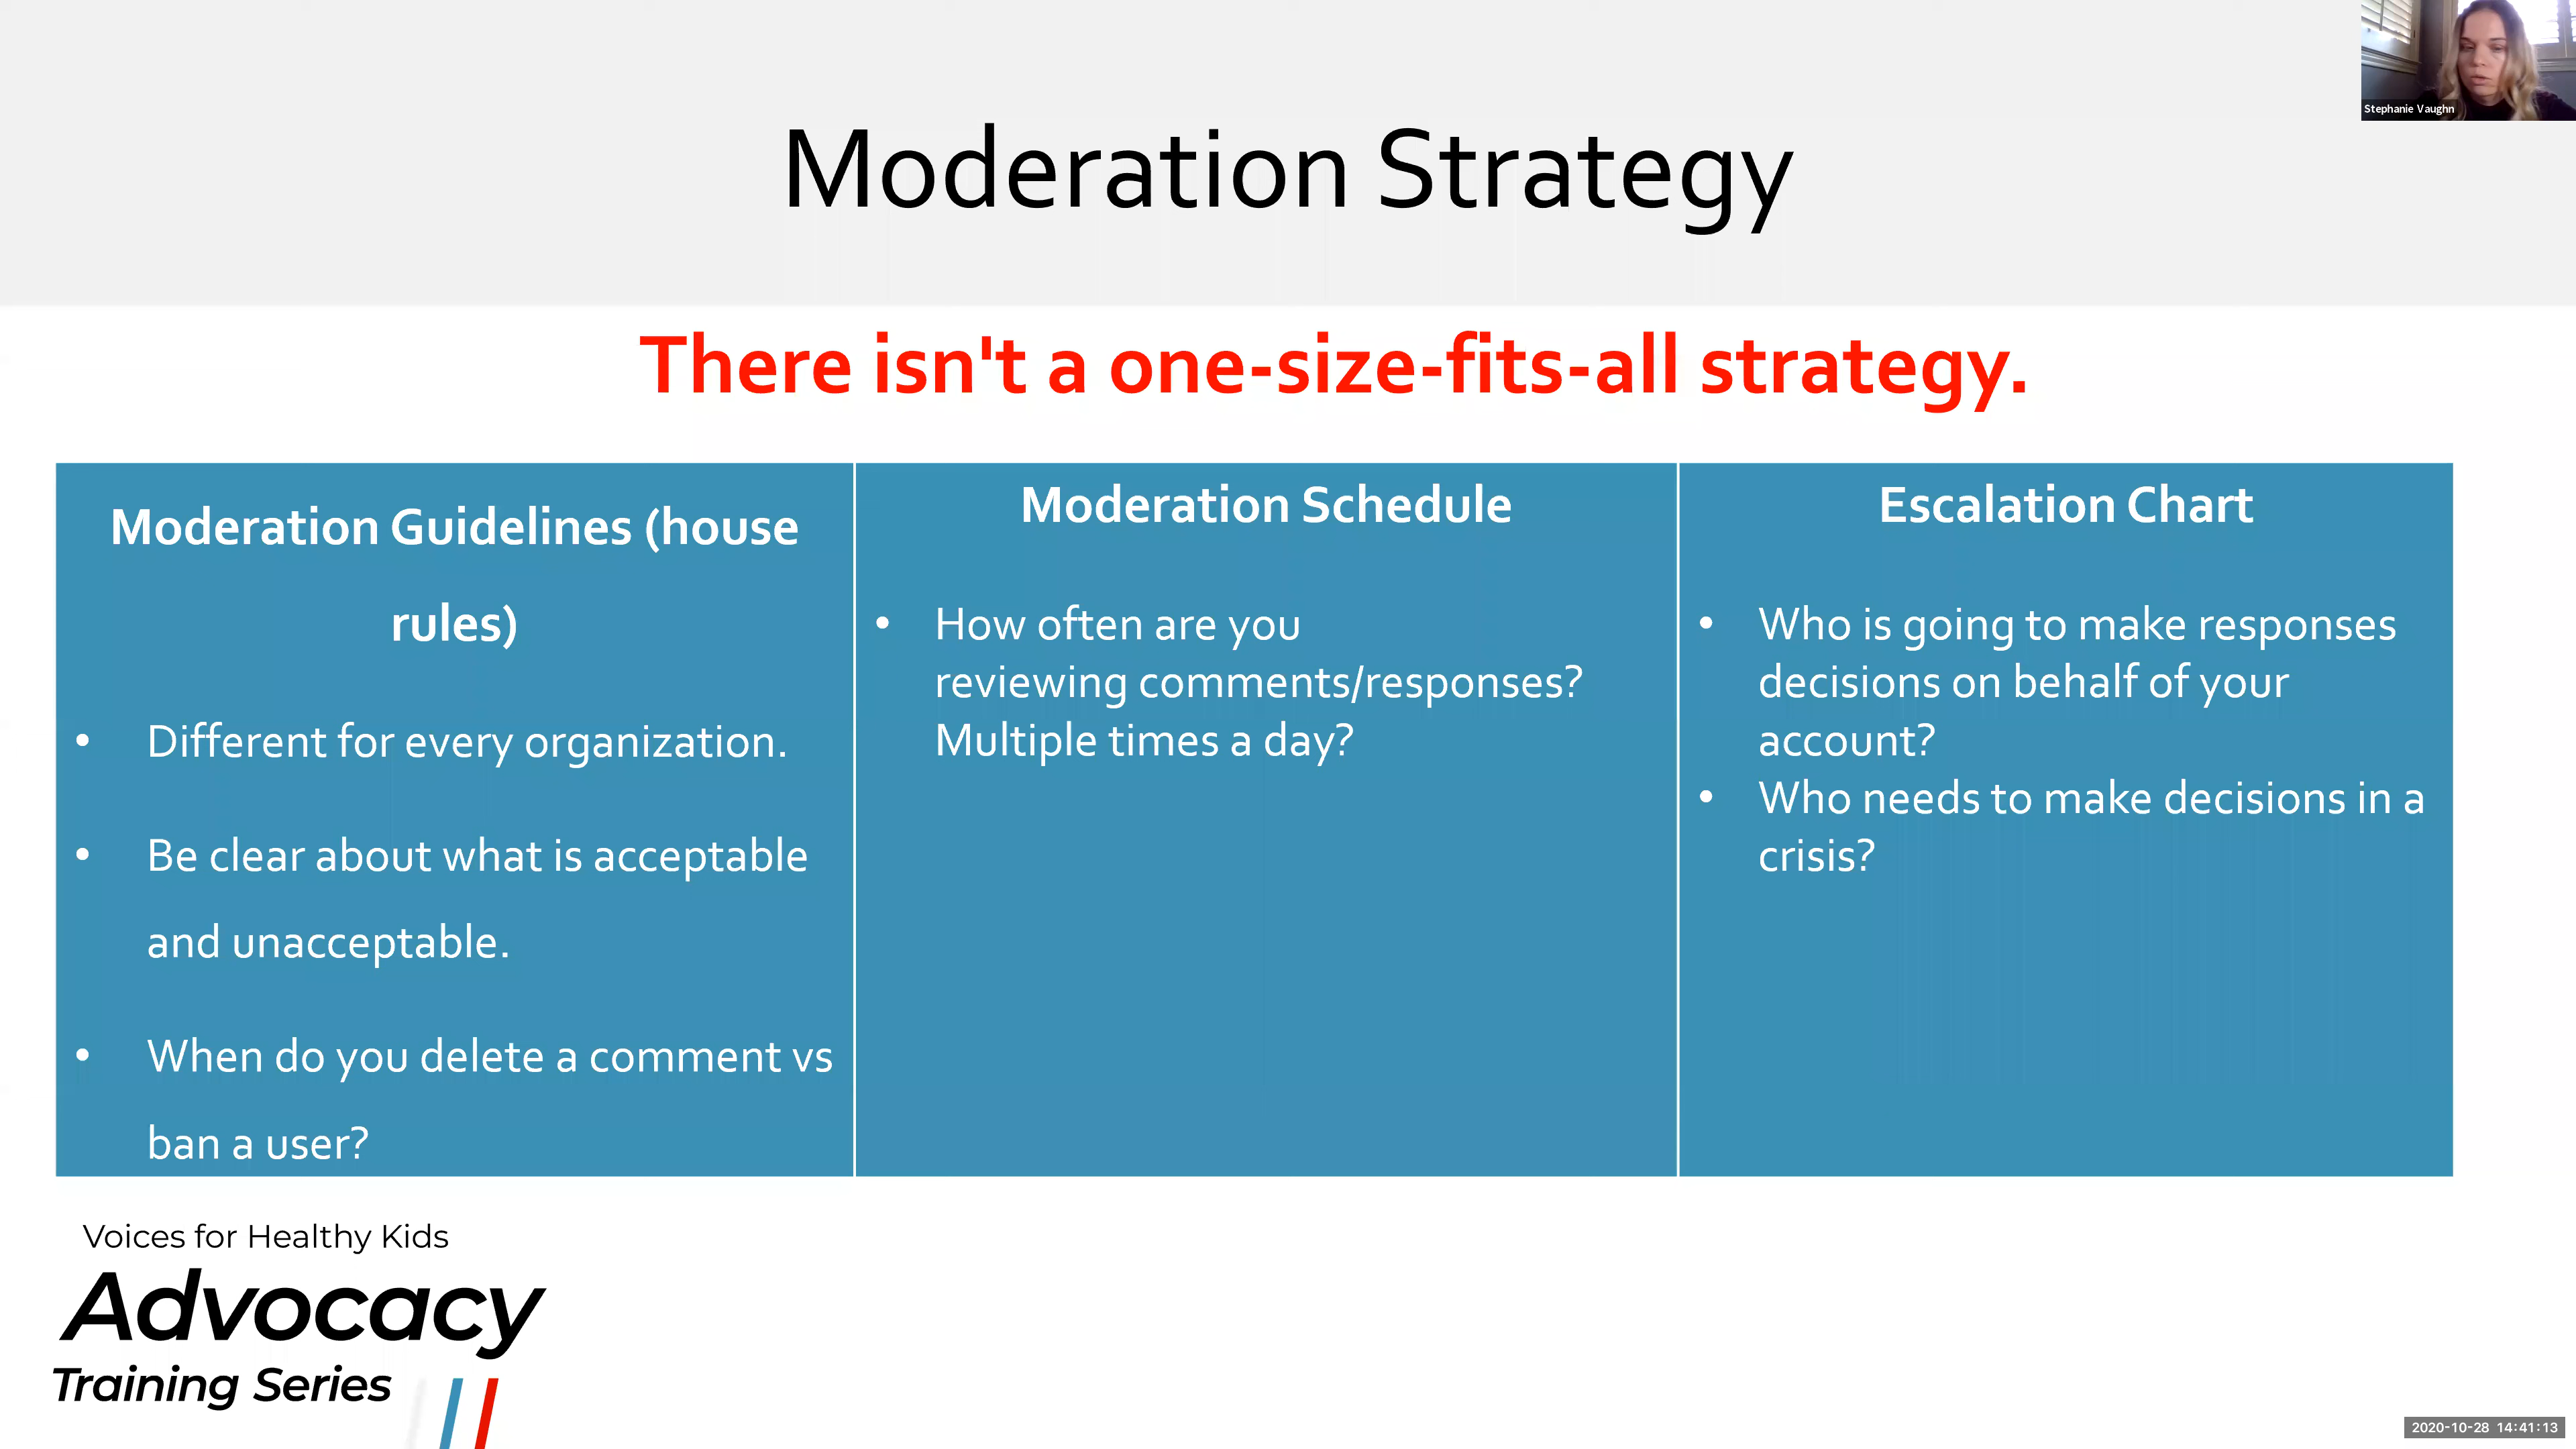 Stephanie Vaughn
Moderation Strategy
There isn't a one-size-fits-all strategy.
Moderation Guidelines (house
rules)
• Different for every organization.
• Be clear about what is acceptable
and unacceptable.
• When do you delete a comment vs
ban a user?
Moderation Schedule
• How often are you
reviewing comments/responses?
Multiple times a day?
Escalation Chart
• Who is going to make responses
decisions on behalf of your
account?
• Who needs to make decisions in a
crisis?
Voices for Healthy Kids
Advocacy
Training Series
2020-10-28 14:41:13